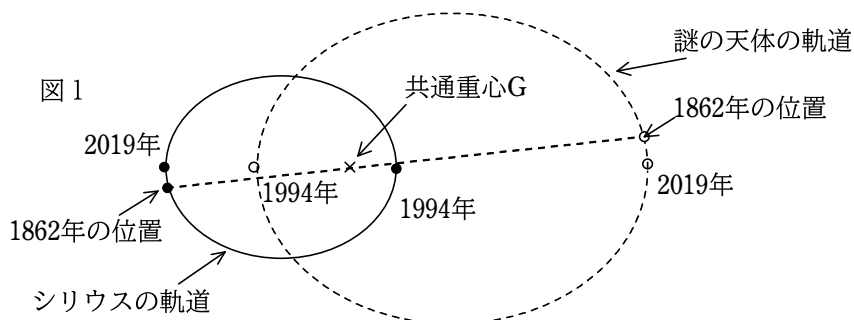 謎の天体の軌道
図1
共通重心G
1862年の位置
2019年
1994年
2019年
1994年
1862年の位置
シリウスの軌道